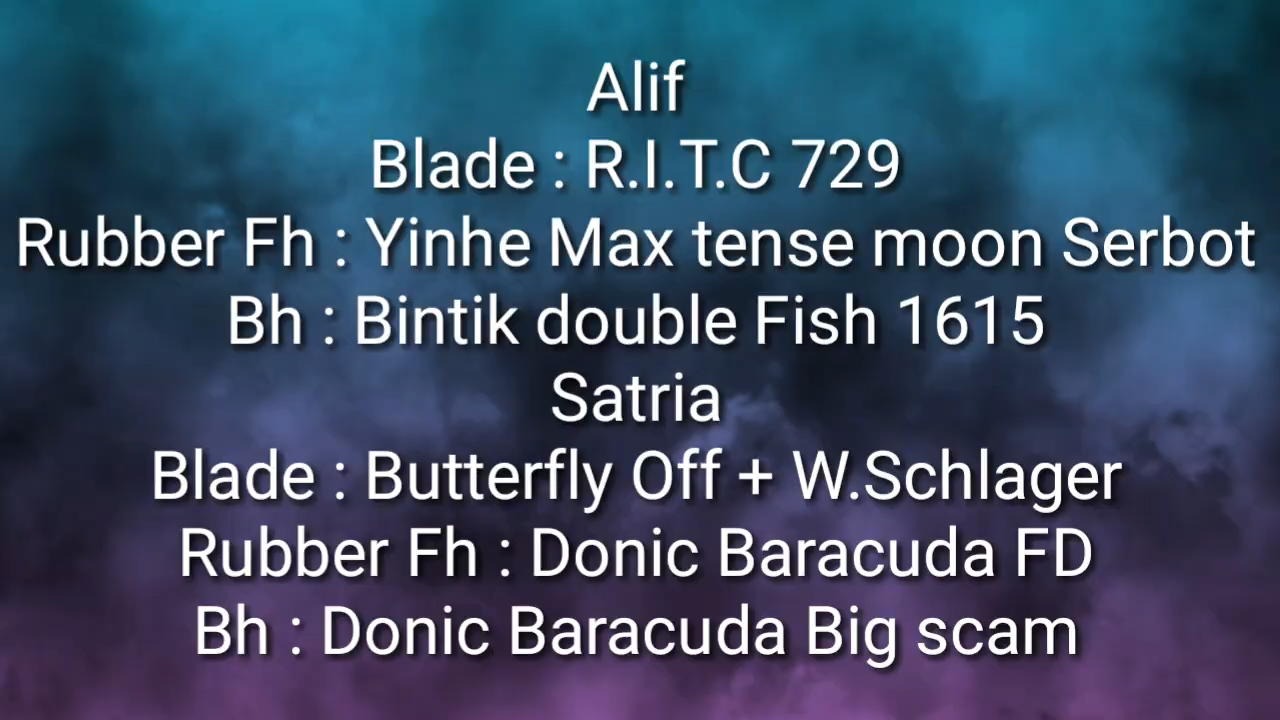 Alif
Blade : R.I.T.C 729
Rubber Fh : Yinhe Max tense moon Serbot
Bh : Bintik double Fish 1615
Satria
Blade : Butterfly Off + W.Schlager
Rubber Fh : Donic Baracuda FD
Bh : Donic Baracuda Big scam